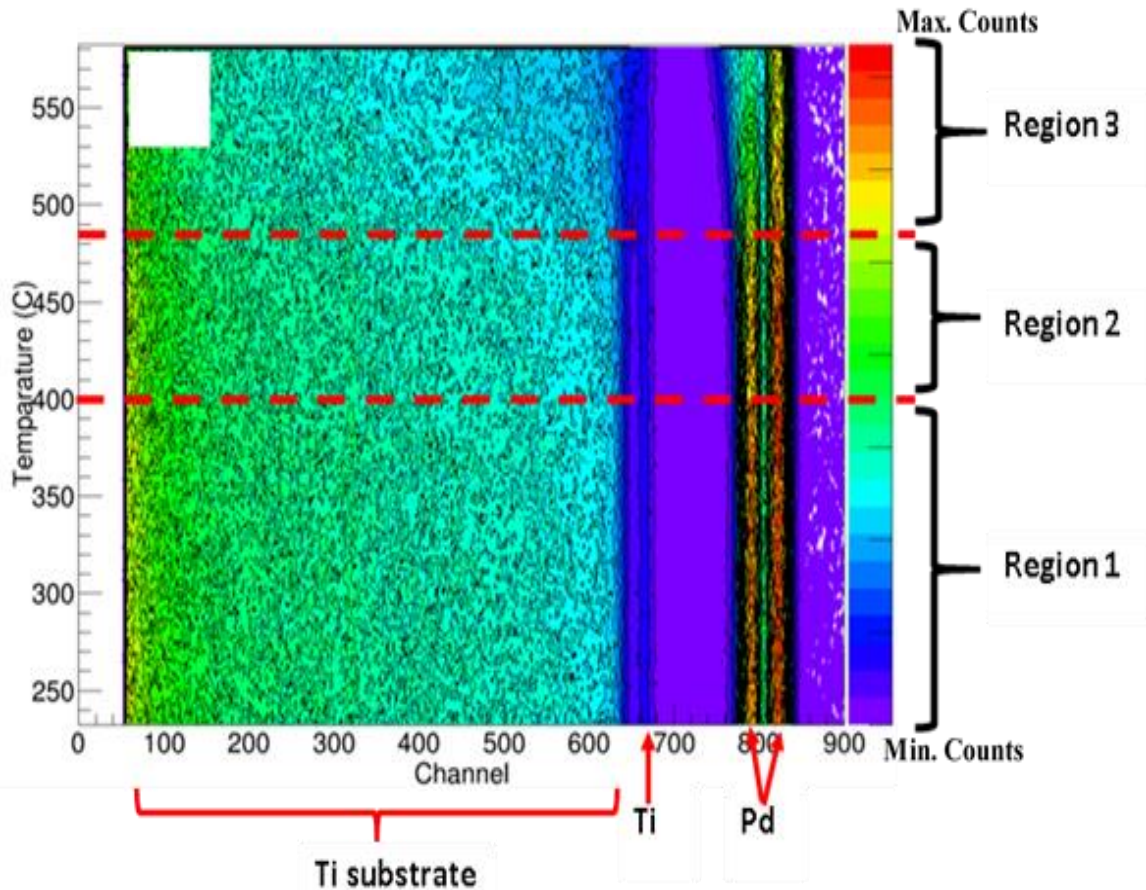 Max. Counts
550
500
450
400
350
300
250
Temparature (C)
Region 3
Region 2
Region 1
0 100 200 300 400 500 600 700 800 900
Min. Counts
Channel
Ti substrate
Ti
Pd